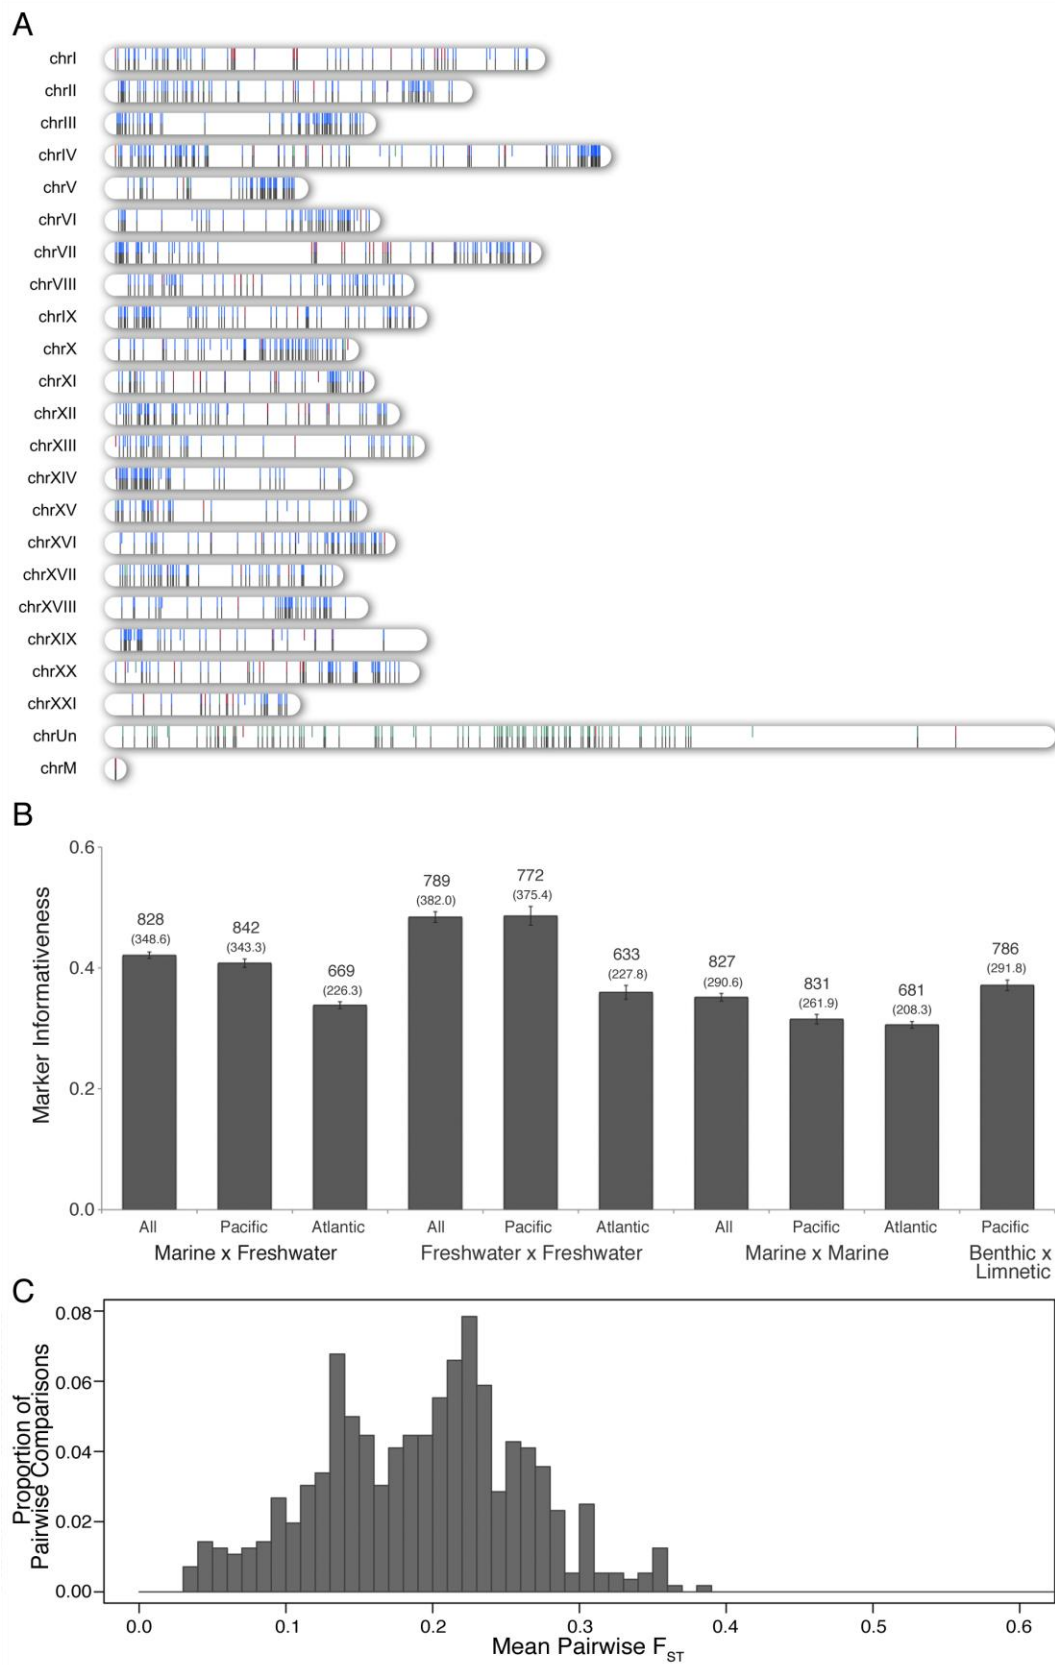 A
chrI
chrII
chrIII
chrIV
chrV
chrVI
chrVII
chrVIII
chrIX
chrX
chrXI
chrXII
chrXIII
chrXIV
chrXV
chrXVI
chrXVII
chrXVIII
chrXIX
chrXX
chrXXI
chrUn
chrM
B
Marker Informativeness
0.6
0.4
0.2
0.0
828
(348.6)
842
(343.3)
669
(226.3)
789
(382.0)
772
(375.4)
633
(227.8)
827
(290.6)
831
(261.9)
681
(208.3)
786
(291.8)
All Pacific Atlantic All Pacific Atlantic All Pacific Atlantic Pacific
Marine x Freshwater Freshwater x Freshwater Marine x Marine Benthic x
Limnetic
C
Proportion of
Pairwise Comparisons
0.08
0.06
0.04
0.02
0.00
0.0 0.1 0.2 0.3 0.4 0.5 0.6
Mean Pairwise FST